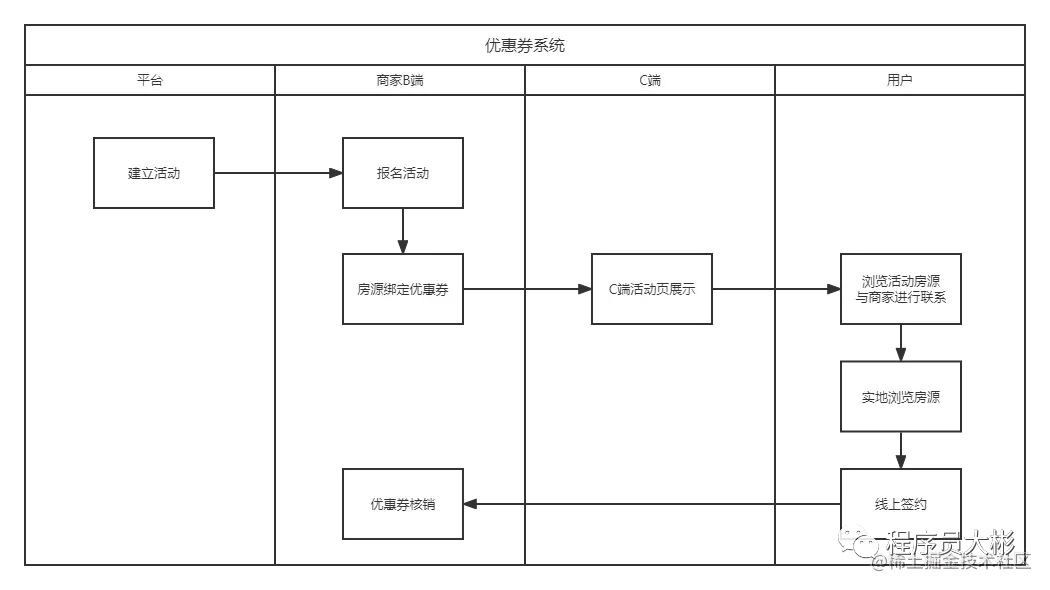 优惠券系统
平台
商家B端
C端
用户
建立活动
报名活动
房源绑定优惠券
C端活动页展示
浏览活动房源
与商家进行联系
实地浏览房源
优惠券核销
线上签约
程序员大彬
@稀土掘金技术社区